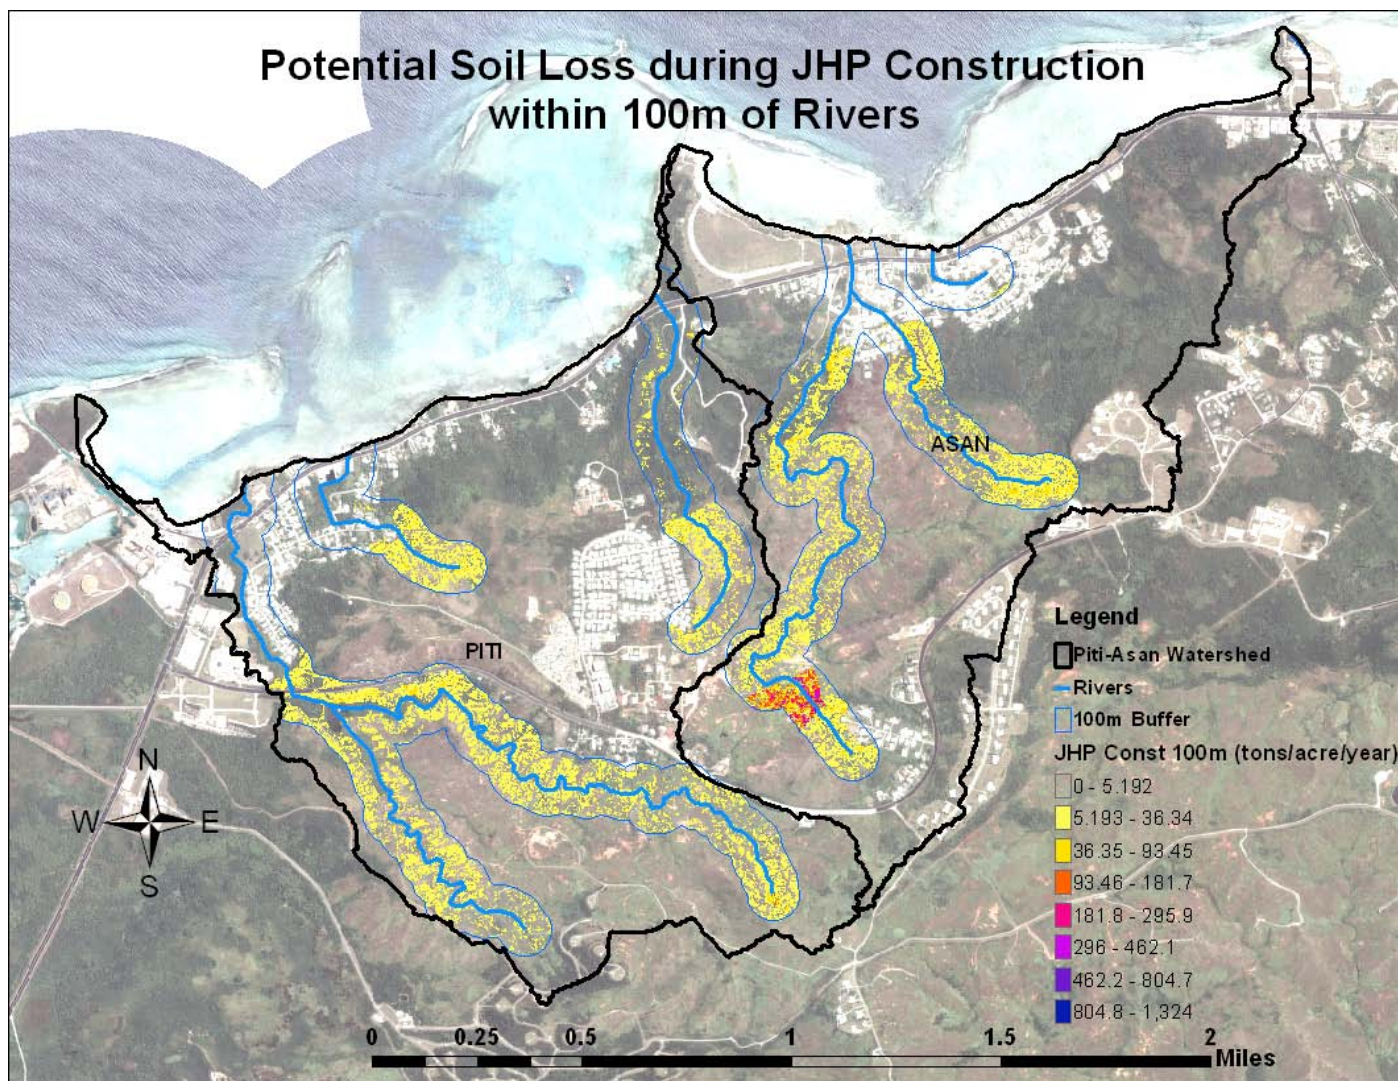 Potential Soil Loss during JHP Construction
within 100m of Rivers
ASAN
PITI
N
W E
S
Legend
Piti-Asan Watershed
Rivers
100m Buffer
JHP Const 100m (tons/acre/year)
0 - 5.192
5.193 - 36.34
36.35 - 93.45
93.46 - 181.7
181.8 - 295.9
296 - 462.1
462.2 - 804.7
804.8 - 1,324
0 0.25 0.5 1 1.5 2
Miles